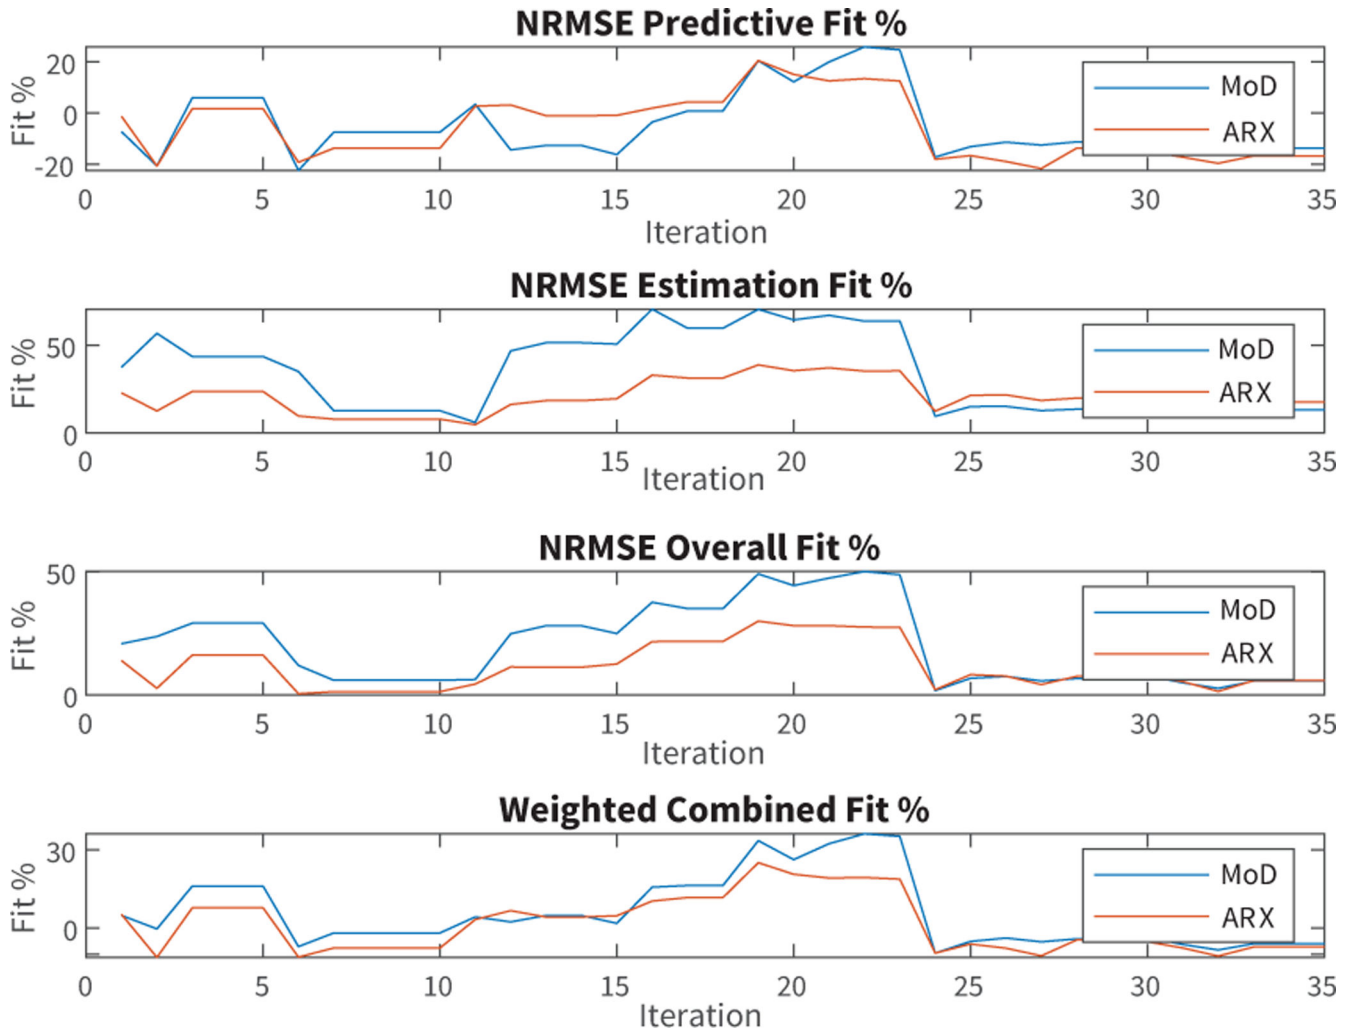 NRMSE Predictive Fit %
Fit %
20
0
-20
MoD
ARX
0 5 10 15 20 25 30 35
Iteration
NRMSE Estimation Fit %
Fit %
50
0
MoD
ARX
0 5 10 15 20 25 30 35
Iteration
NRMSE Overall Fit %
Fit %
50
0
MoD
ARX
0 5 10 15 20 25 30 35
Iteration
Weighted Combined Fit %
Fit %
30
0
MoD
ARX
0 5 10 15 20 25 30 35
Iteration